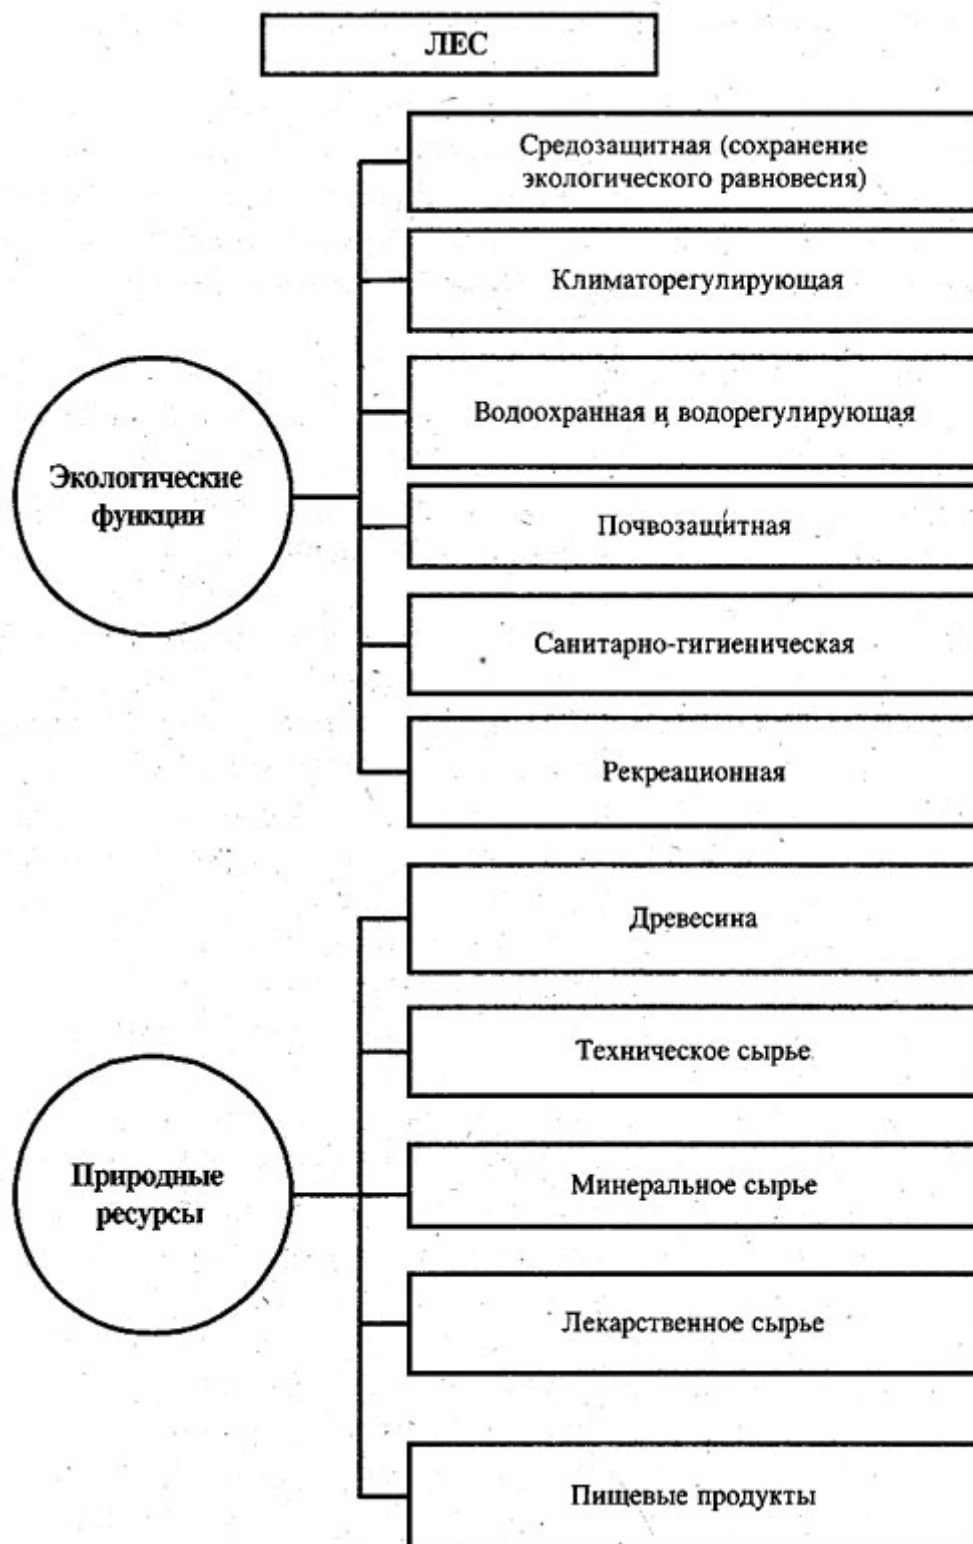 ЛЕС
Средозащитная (сохранение
экологического равновесия)
Климаторегулирующая
Водоохранная и водорегулирующая
Экологические
функции
Почвозащитная
Санитарно-гигиеническая
Рекреационная
Древесина
Техническое сырье
Природные
ресурсы
Минеральное сырье
Лекарственное сырье
Пищевые продукты